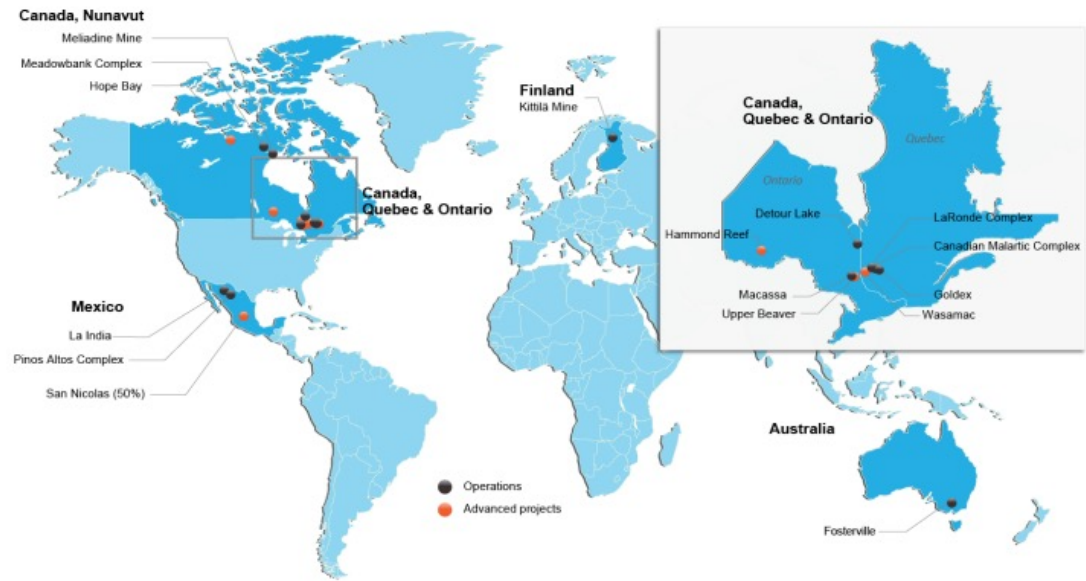 Canada, Nunavut
Meliadine Mine
Meadowbank Complex
Hope Bay
Finland
Kittilä Mine
Canada,
Quebec & Ontario
Mexico
La India
Pinos Altos Complex
San Nicolas (50%)
Operations
Advanced projects
Canada,
Quebec & Ontario
Quebec
Ontario
Detour Lake
LaRonde Complex
Hammond Reef
Canadian Malartic Complex
Macassa
Goldex
Upper Beaver
Wasamac
Australia
Fosterville